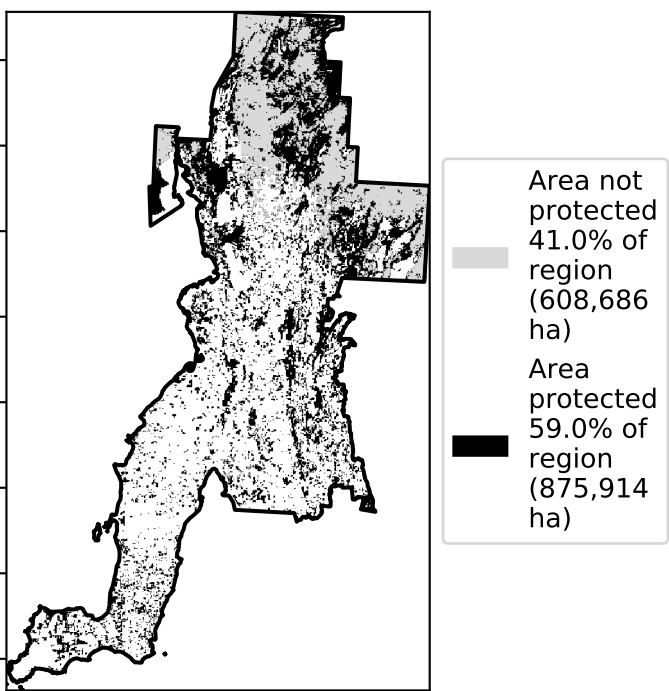 Area not
protected
41.0% of
region
(608,686
ha)
Area
protected
59.0% of
region
(875,914
ha)